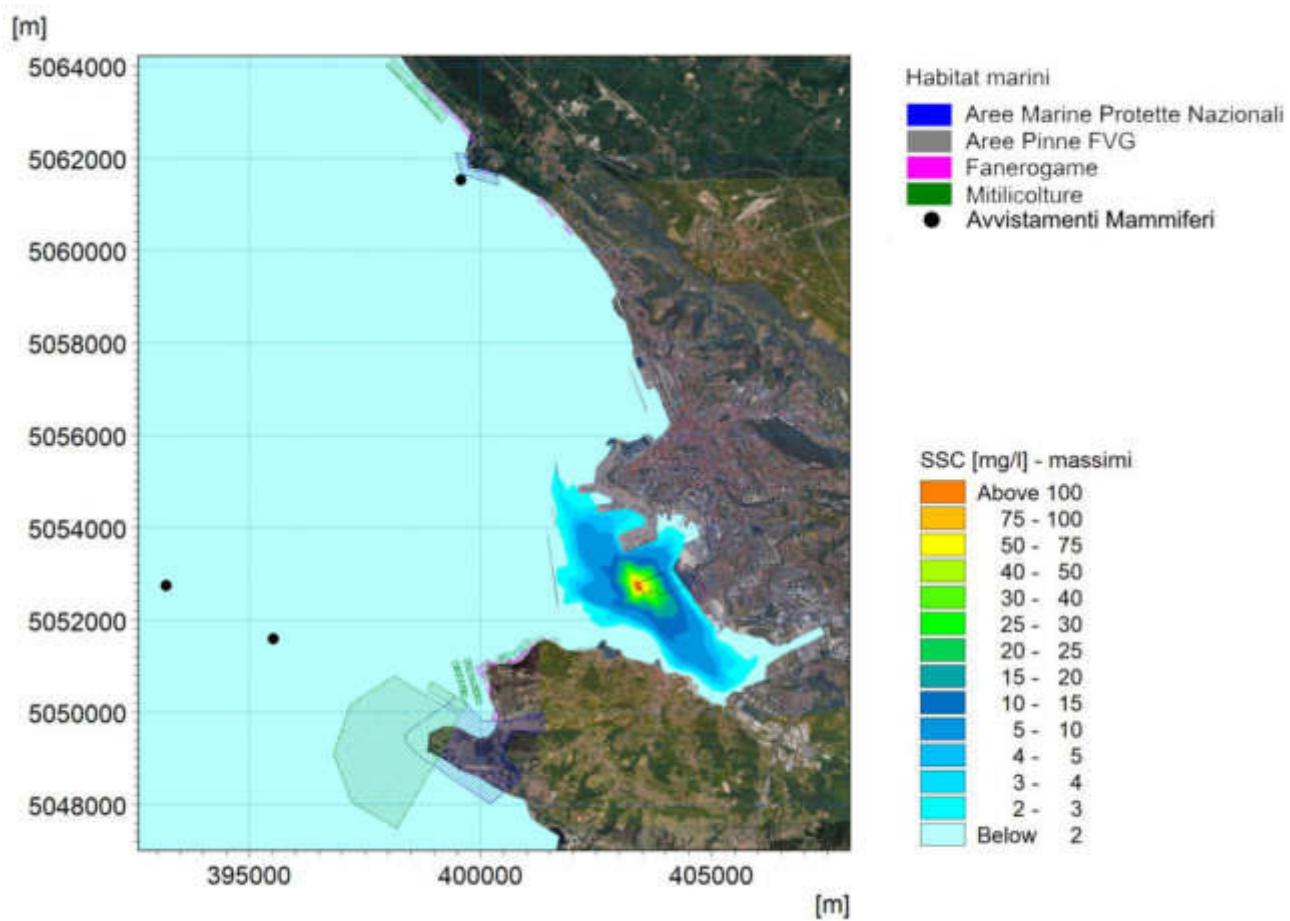 [m]
5064000
5062000
5060000
5058000
5056000
5054000
5052000
5050000
5048000
395000
400000
405000
[m]
Habitat marini
Aree Marine Protette Nazionali
Aree Pinne FVG
Fanerogame
Mitilicolture
Avvistamenti Mammiferi
SSC [mg/l] - massimi
Above 100
75 - 100
50 - 75
40 - 50
30 - 40
25 - 30
20 - 25
15 - 20
10 - 15
5 - 10
4 - 5
3 - 4
2 - 3
Below 2